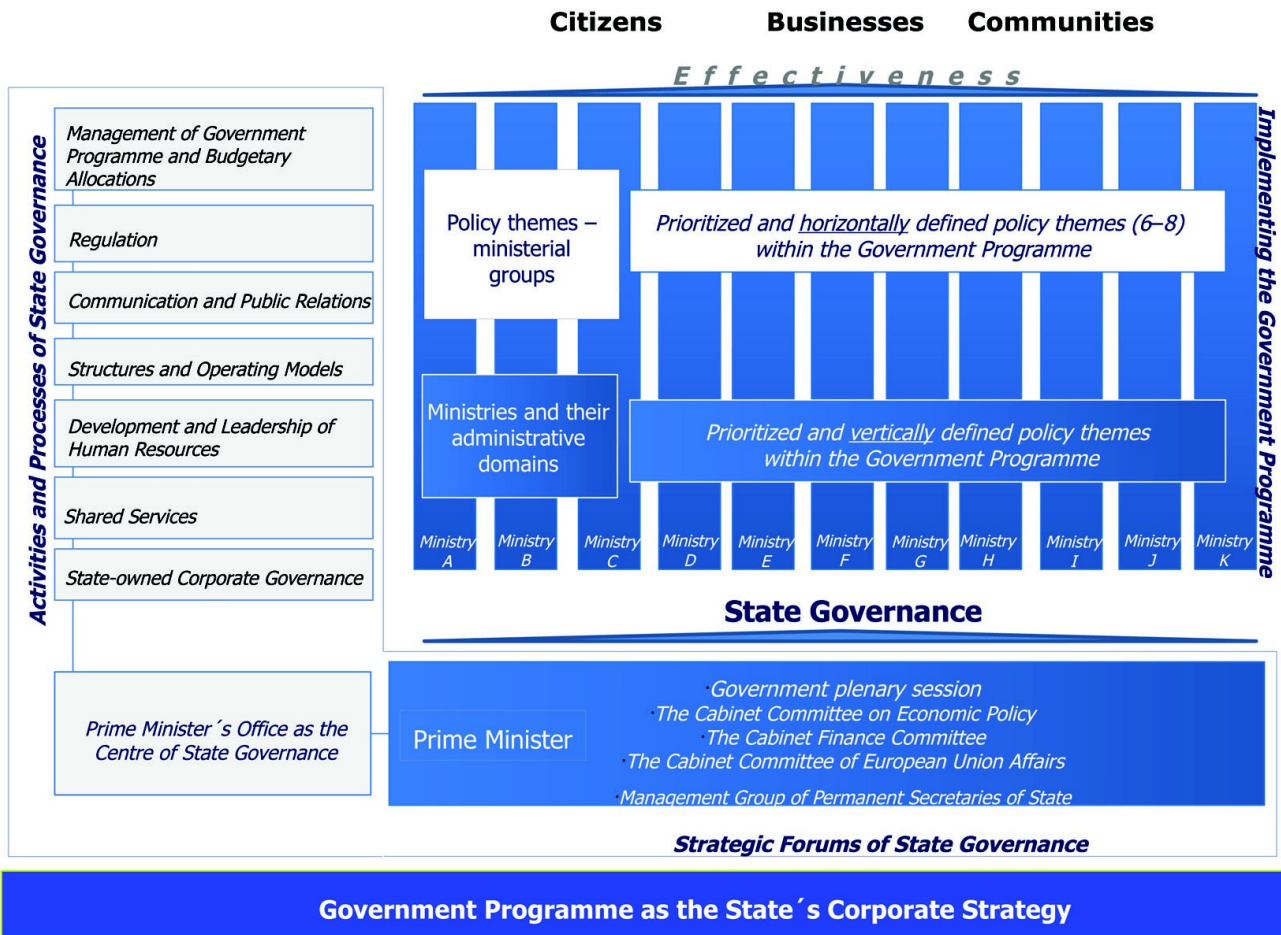 Citizens Businesses Communities
Effectiveness
Activities and Processes of State Governance
Management of Government
Programme and Budgetary
Allocations
Regulation
Communication and Public Relations
Structures and Operating Models
Development and Leadership of
Human Resources
Shared Services
State-owned Corporate Governance
Prime Minister´s Office as the
Centre of State Governance
Policy themes –
ministerial
groups
Prioritized and horizontally defined policy themes (6–8)
within the Government Programme
Ministries and their
administrative
domains
Prioritized and vertically defined policy themes
within the Government Programme
Ministry
A
Ministry
B
Ministry
C
Ministry
D
Ministry
E
Ministry
F
Ministry
G
Ministry
H
Ministry
I
Ministry
J
Ministry
K
Implementing the Government Programme
State Governance
Prime Minister
·Government plenary session
·The Cabinet Committee on Economic Policy
·The Cabinet Finance Committee
·The Cabinet Committee of European Union Affairs
·Management Group of Permanent Secretaries of State
Strategic Forums of State Governance
Government Programme as the State´s Corporate Strategy